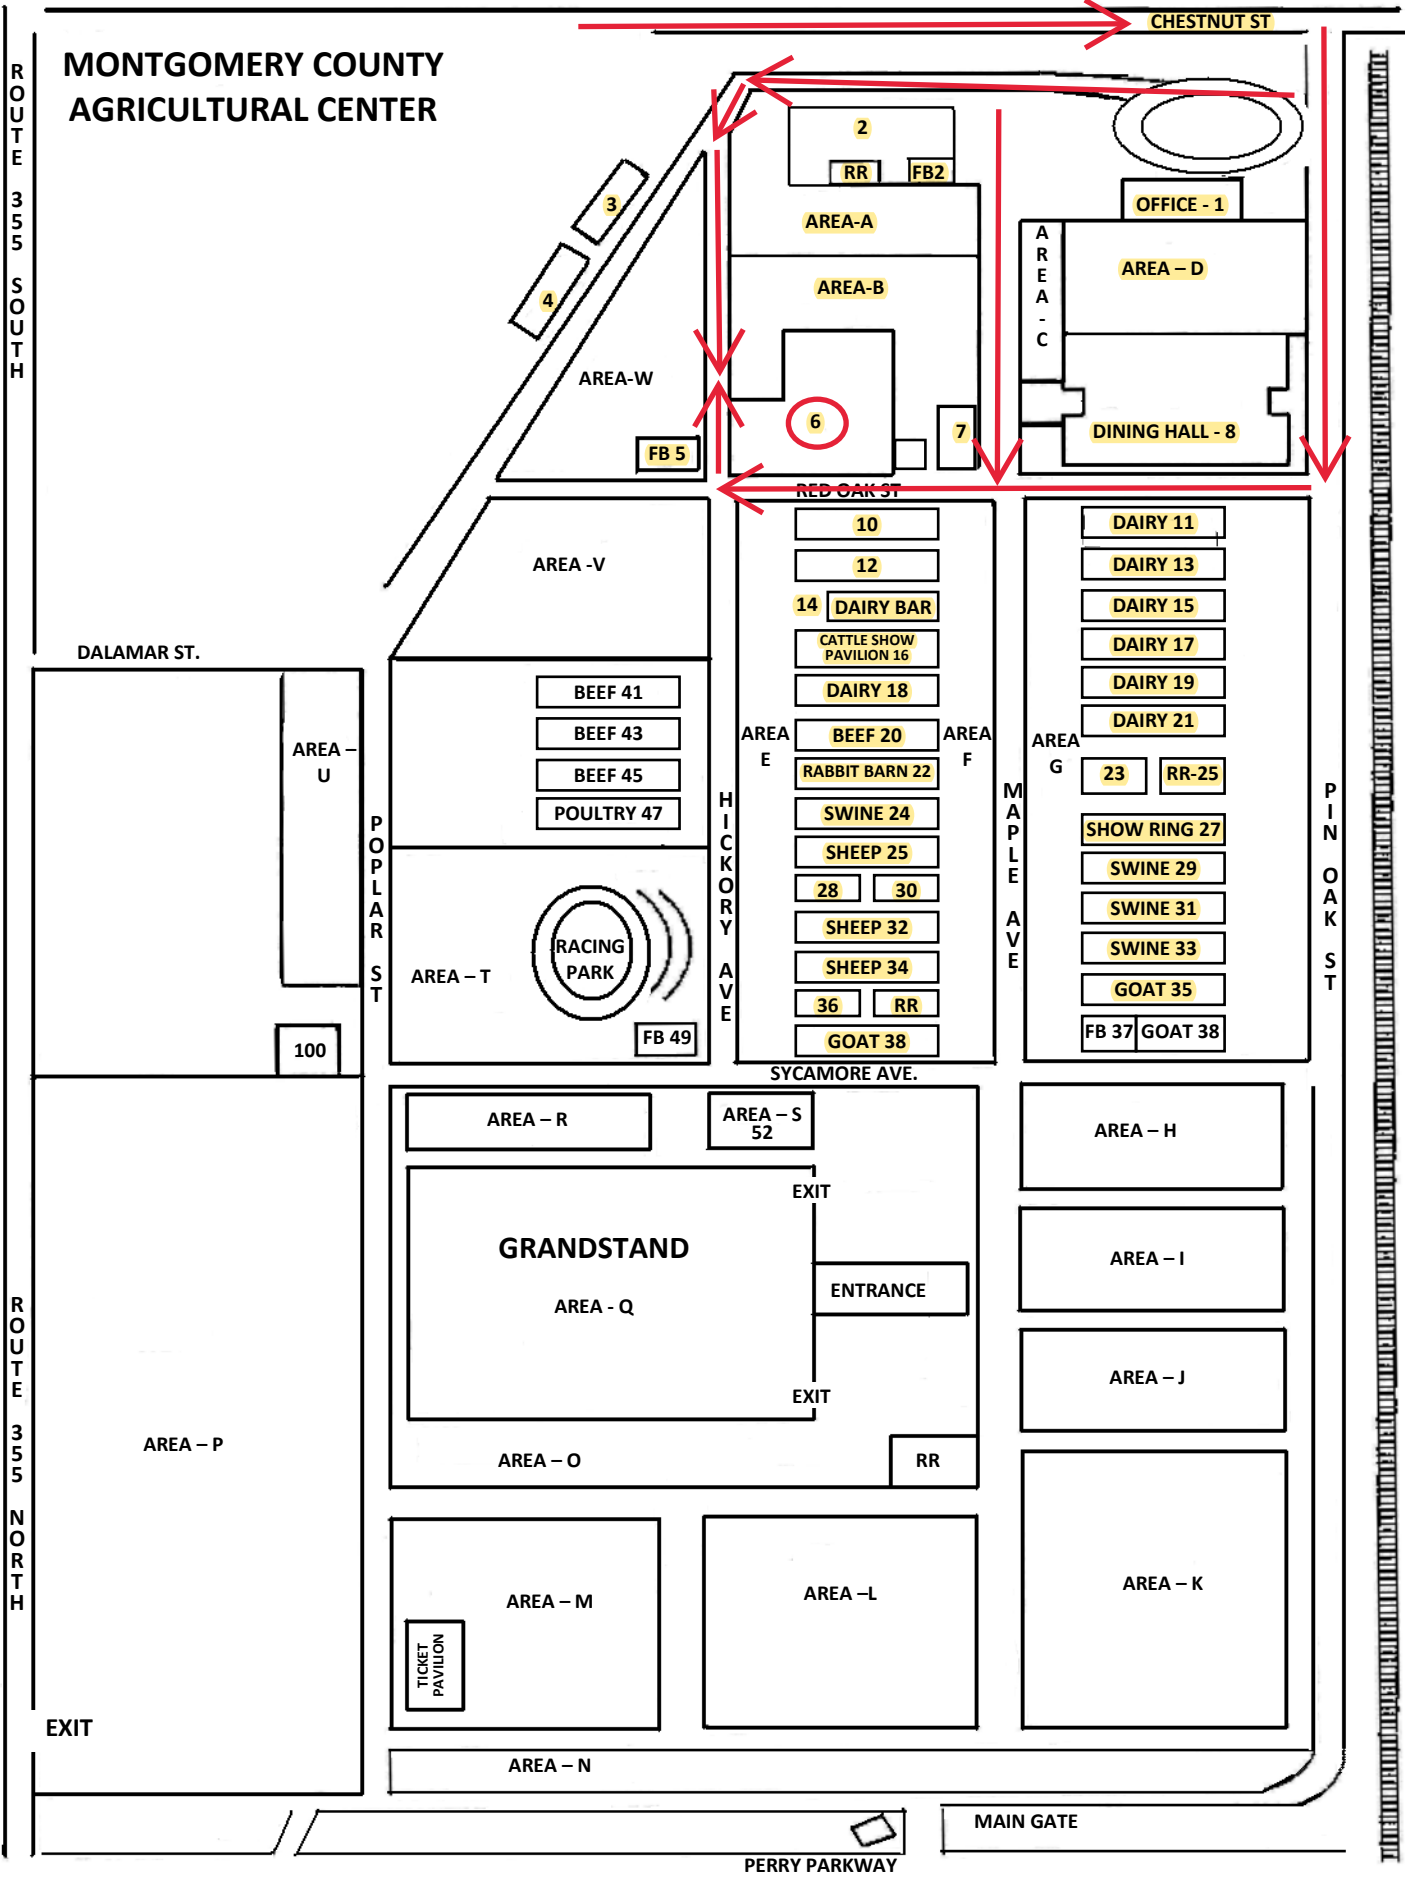 CHESTNUT ST
MONTGOMERY COUNTY
AGRICULTURAL CENTER
ROUTE 355 SOUTH
2
RR
FB2
3
OFFICE - 1
AREA-A
AREA-C
AREA – D
4
AREA-B
AREA-W
6
7
DINING HALL - 8
FB 5
RED OAK ST
10
DAIRY 11
AREA -V
12
DAIRY 13
14
DAIRY BAR
DAIRY 15
CATTLE SHOW
PAVILION 16
DAIRY 17
DALAMAR ST.
BEEF 41
DAIRY 18
DAIRY 19
BEEF 43
AREA
E
BEEF 20
AREA
F
DAIRY 21
AREA –
U
AREA
G
BEEF 45
RABBIT BARN 22
23
RR-25
POULTRY 47
SWINE 24
SHOW RING 27
POPLAR ST
HICKORY AVE
MAPLE AVE
PIN OAK ST
SHEEP 25
SWINE 29
28
30
SWINE 31
SHEEP 32
RACING
PARK
SWINE 33
AREA – T
SHEEP 34
GOAT 35
36
RR
FB 49
FB 37
GOAT 38
100
GOAT 38
SYCAMORE AVE.
AREA – R
AREA – S
52
AREA – H
EXIT
GRANDSTAND
AREA – I
ENTRANCE
AREA - Q
ROUTE 355 NORTH
AREA – J
EXIT
AREA – P
AREA – O
RR
AREA – M
AREA –L
AREA – K
TICKET
PAVILION
EXIT
AREA – N
MAIN GATE
PERRY PARKWAY